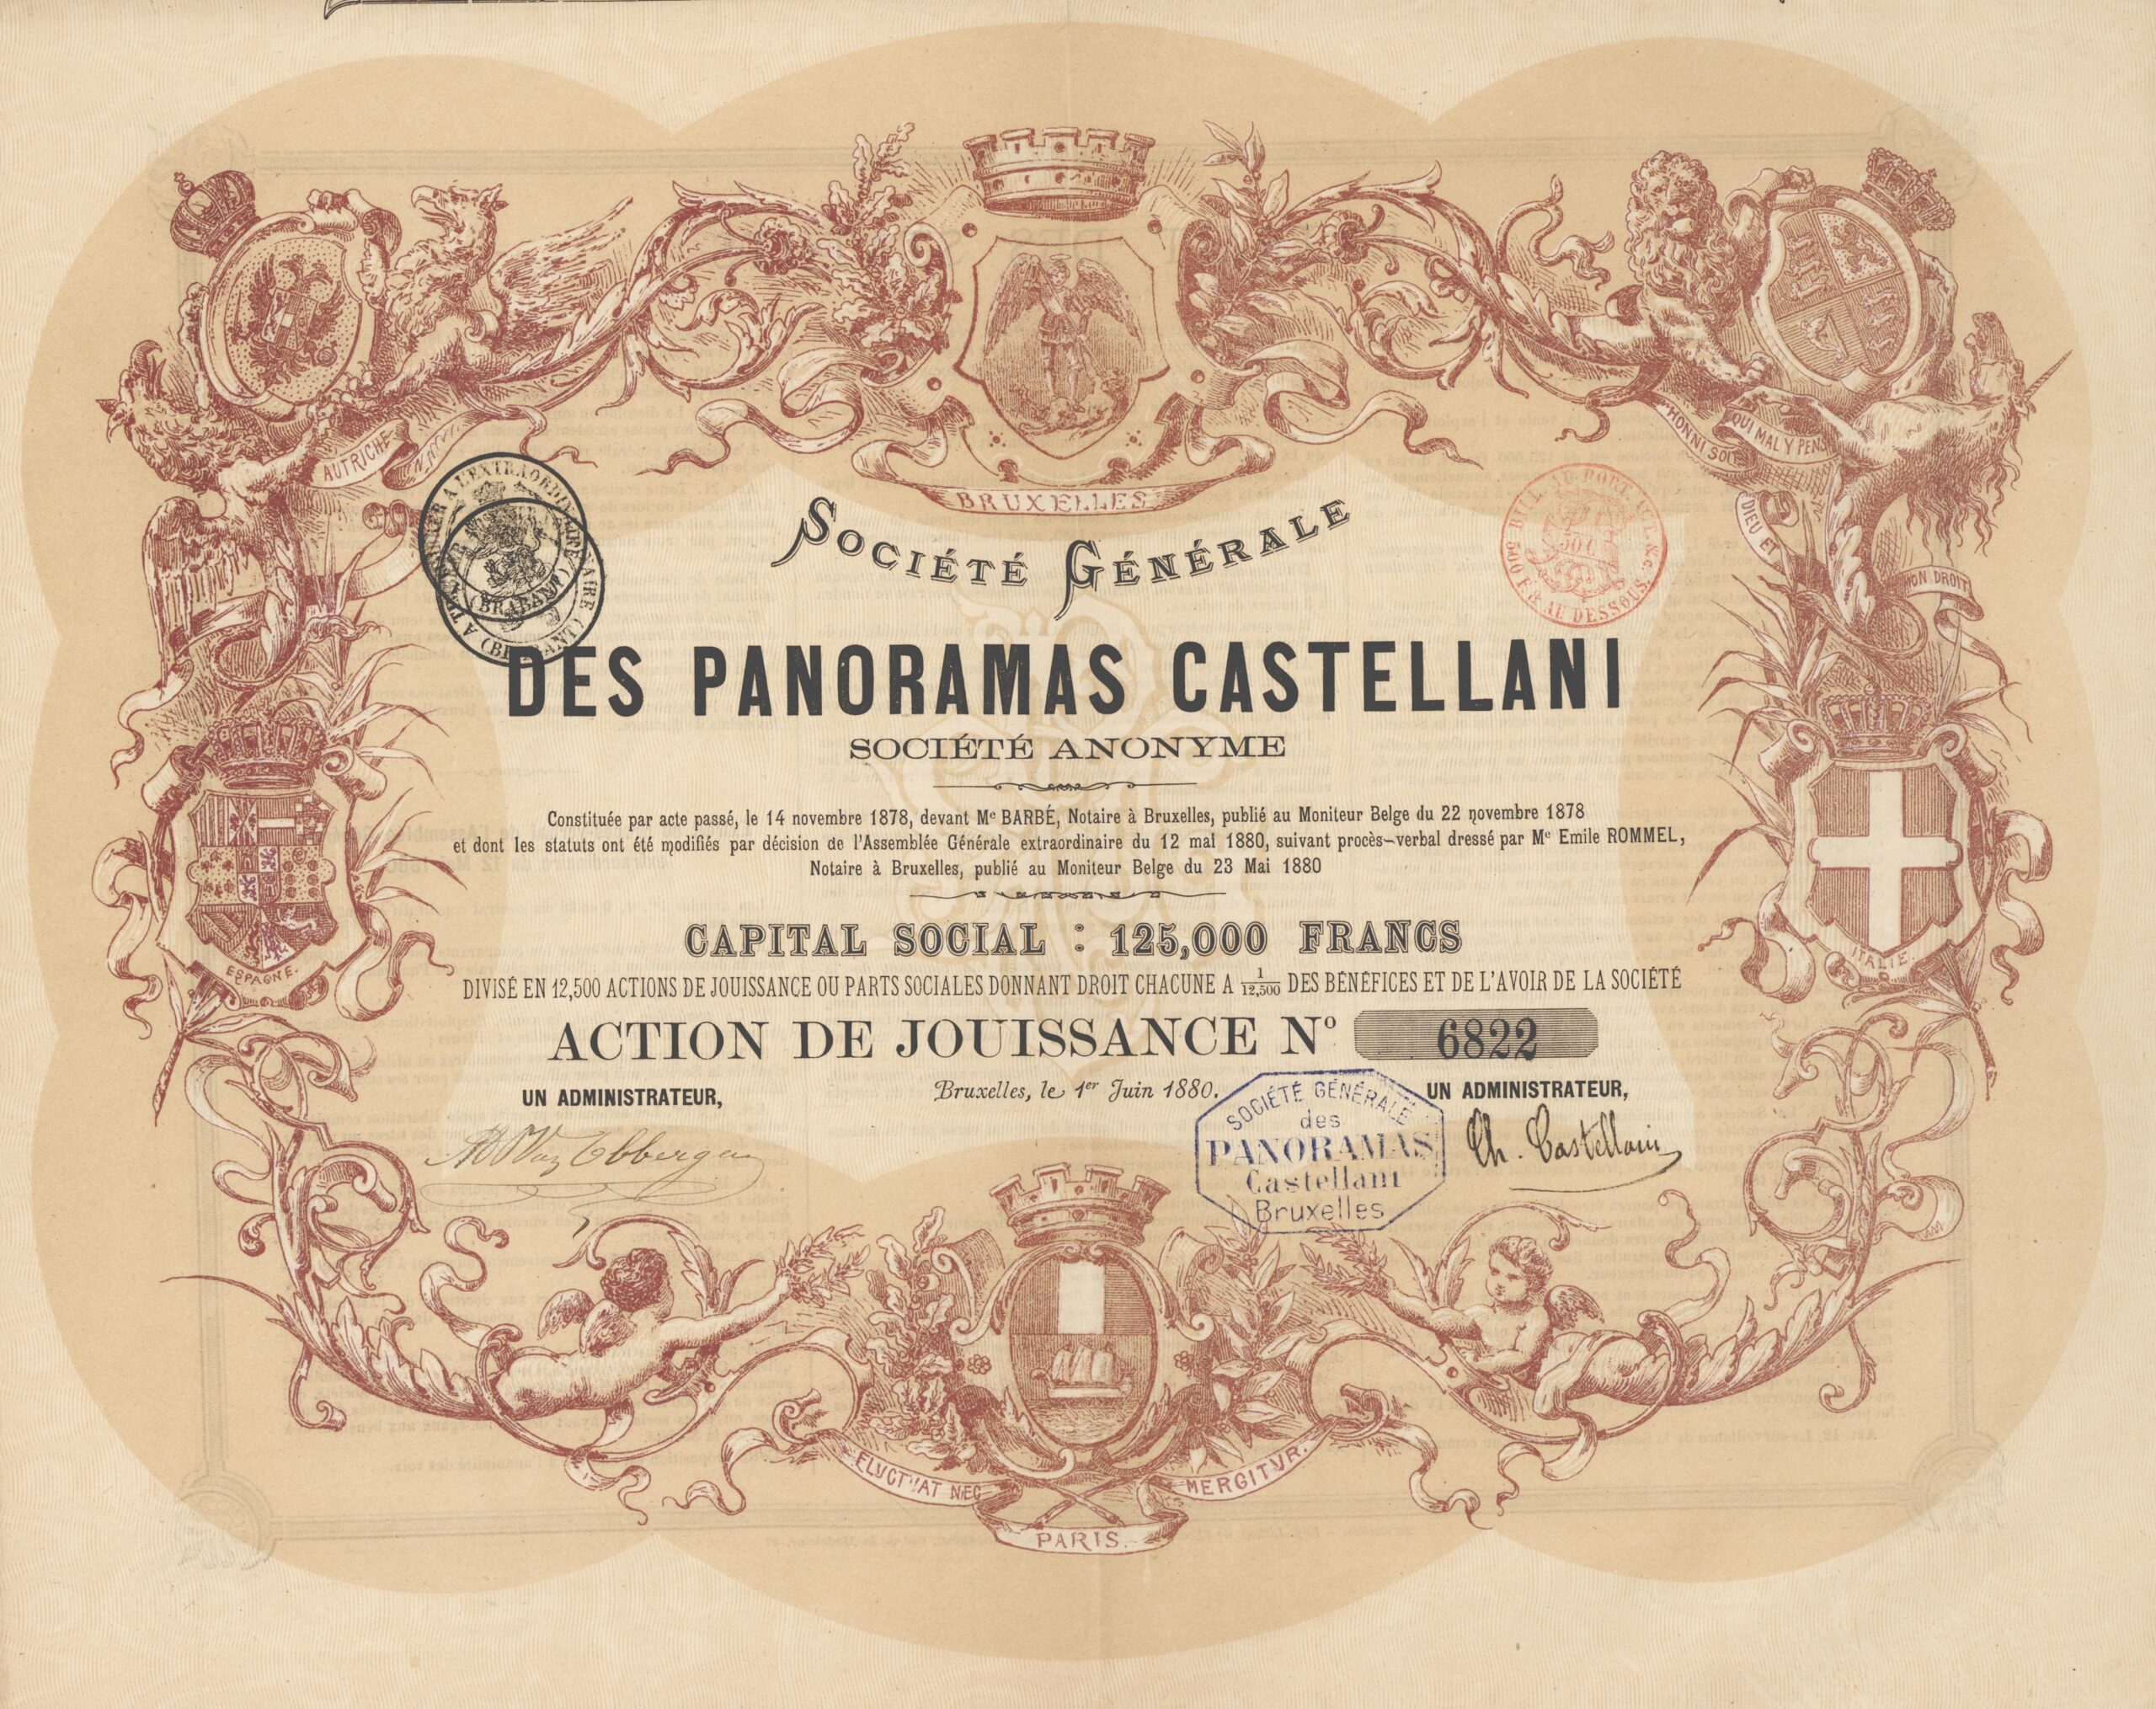 BRUXELLES
AUTRICHE
HONNI SOIT QUI MAL Y PENSE
DIEU ET MON DROIT
SOCIÉTÉ GÉNÉRALE
DES PANORAMAS CASTELLANI
SOCIÉTÉ ANONYME
Constituée par acte passé, le 14 novembre 1878, devant Me BARBÉ, Notaire à Bruxelles, publié au Moniteur Belge du 22 novembre 1878
et dont les statuts ont été modifiés par décision de l'Assemblée Générale extraordinaire du 12 mai 1880, suivant procès-verbal dressé par Me Emile ROMMEL,
Notaire à Bruxelles, publié au Moniteur Belge du 23 Mai 1880
CAPITAL SOCIAL : 125,000 FRANCS
DIVISÉ EN 12,500 ACTIONS DE JOUISSANCE OU PARTS SOCIALES DONNANT DROIT CHACUNE A 1/12,500 DES BÉNÉFICES ET DE L'AVOIR DE LA SOCIÉTÉ
ESPAGNE.
ITALIE
ACTION DE JOUISSANCE No 6822
UN ADMINISTRATEUR,
Bruxelles, le 1er Juin 1880.
UN ADMINISTRATEUR,
Ch. Castellani
SOCIÉTÉ GÉNÉRALE
des
PANORAMAS
Castellani
Bruxelles
FLVCTVAT NEC MERGITVR.
PARIS.